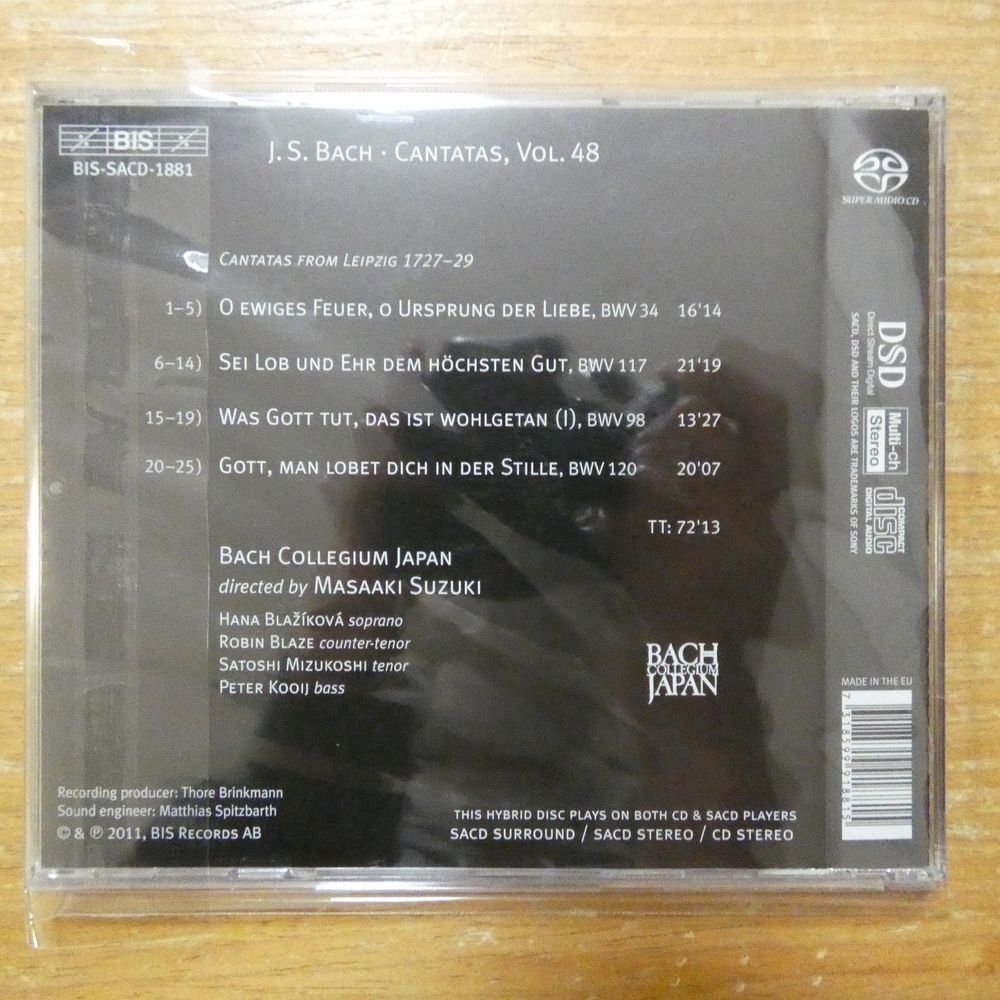 BIS
BIS-SACD-1881
J. S. Bach · Cantatas, Vol. 48
SUPER AUDIO CD
Cantatas from Leipzig 1727–29
1–5) O ewiges Feuer, o Ursprung der Liebe, BWV 34 16'14
6–14) Sei Lob und Ehr dem höchsten Gut, BWV 117 21'19
15–19) Was Gott tut, das ist wohlgetan (I), BWV 98 13'27
20–25) Gott, man lobet dich in der Stille, BWV 120 20'07
TT: 72'13
Bach Collegium Japan
directed by Masaaki Suzuki
Hana Blažíková soprano
Robin Blaze counter-tenor
Satoshi Mizukoshi tenor
Peter Kooij bass
BACH
COLLEGIUM
JAPAN
DSD
Direct Stream Digital
SACD, DSD AND THEIR LOGOS ARE TRADEMARKS OF SONY
Multi-ch
Stereo
COMPACT
disc
DIGITAL AUDIO
MADE IN THE EU
7 318599 918815
Recording producer: Thore Brinkmann
Sound engineer: Matthias Spitzbarth
© & ℗ 2011, BIS Records AB
This hybrid disc plays on both CD & SACD players
SACD Surround / SACD Stereo / CD Stereo